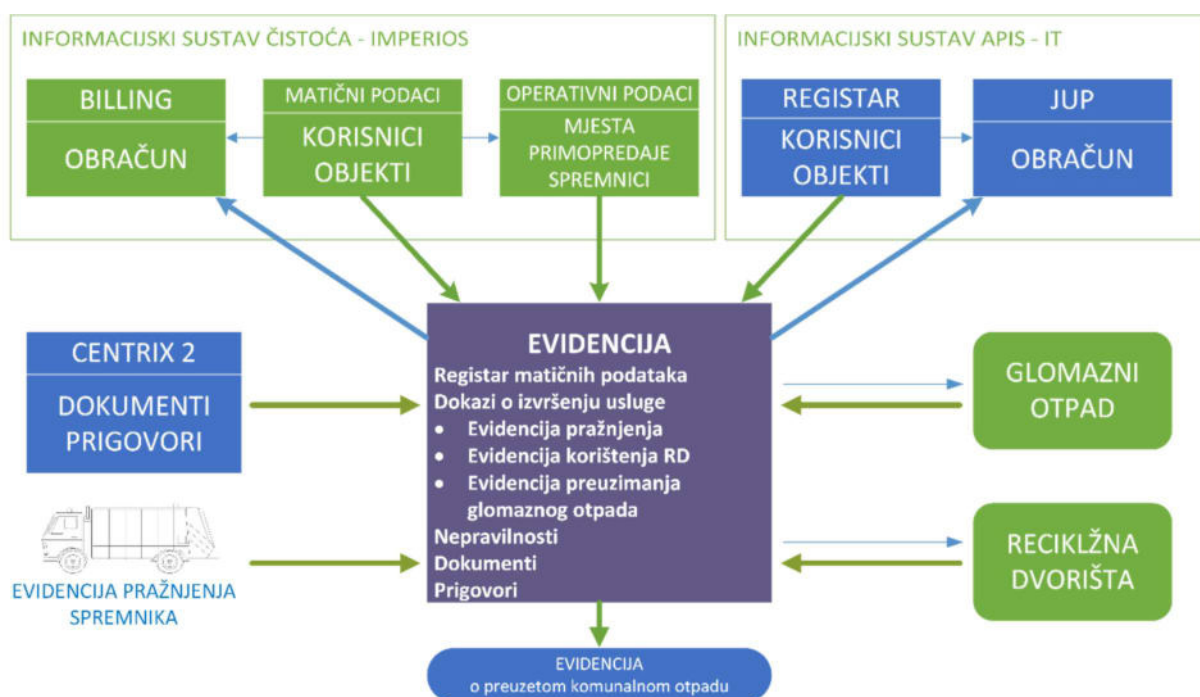 INFORMACIJSKI SUSTAV ČISTOĆA - IMPERIOS
BILLING
OBRAČUN
MATIČNI PODACI
KORISNICI
OBJEKTI
OPERATIVNI PODACI
MJESTA
PRIMOPREDAJE
SPREMNICI
INFORMACIJSKI SUSTAV APIS - IT
REGISTAR
KORISNICI
OBJEKTI
JUP
OBRAČUN
CENTRIX 2
DOKUMENTI
PRIGOVORI
EVIDENCIJA PRAŽNJENJA
SPREMNIKA
EVIDENCIJA
Registar matičnih podataka
Dokazi o izvršenju usluge
• Evidencija pražnjenja
• Evidencija korištenja RD
• Evidencija preuzimanja
glomaznog otpada
Nepravilnosti
Dokumenti
Prigovori
GLOMAZNI
OTPAD
RECIKLŽNA
DVORIŠTA
EVIDENCIJA
o preuzetom komunalnom otpadu